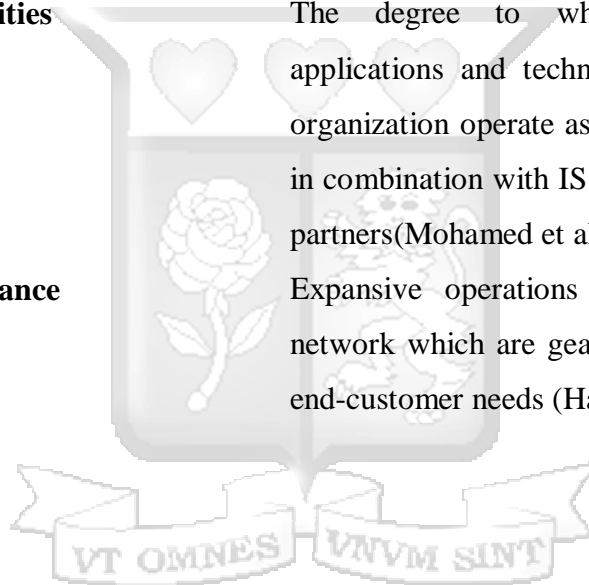 ities The degree to wh
applications and techn
organization operate as
in combination with IS
partners(Mohamed et al
ance Expansive operations
network which are gea
end-customer needs (Ha
VT OMNES VNVM SINT